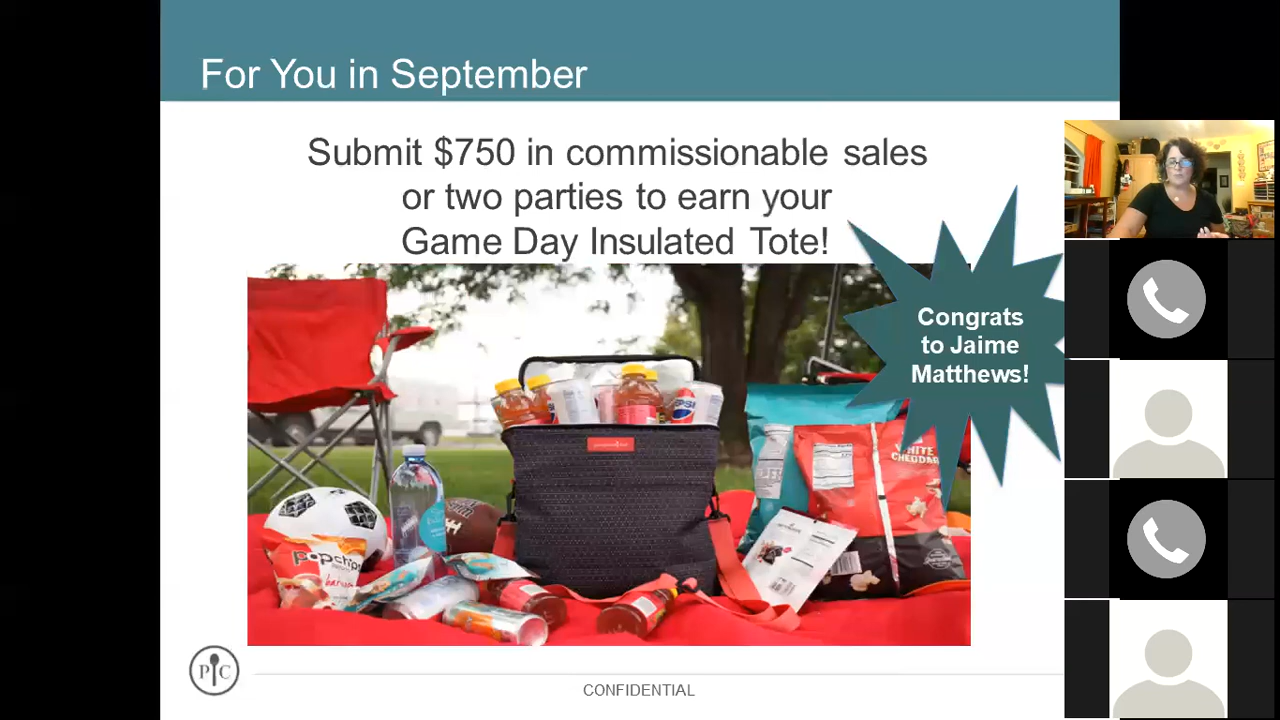 For You in September
Submit $750 in commissionable sales
or two parties to earn your
Game Day Insulated Tote!
Congrats
to Jaime
Matthews!
PEPSI
WHITE
CHEDDAR
popchips
P C
CONFIDENTIAL